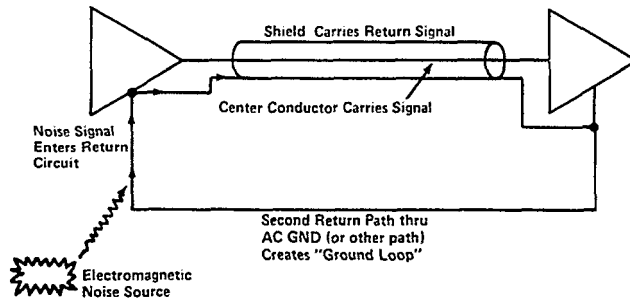 Shield Carries Return Signal
Center Conductor Carries Signal
Noise Signal
Enters Return
Circuit
Second Return Path thru
AC GND (or other path)
Creates "Ground Loop"
Electromagnetic
Noise Source